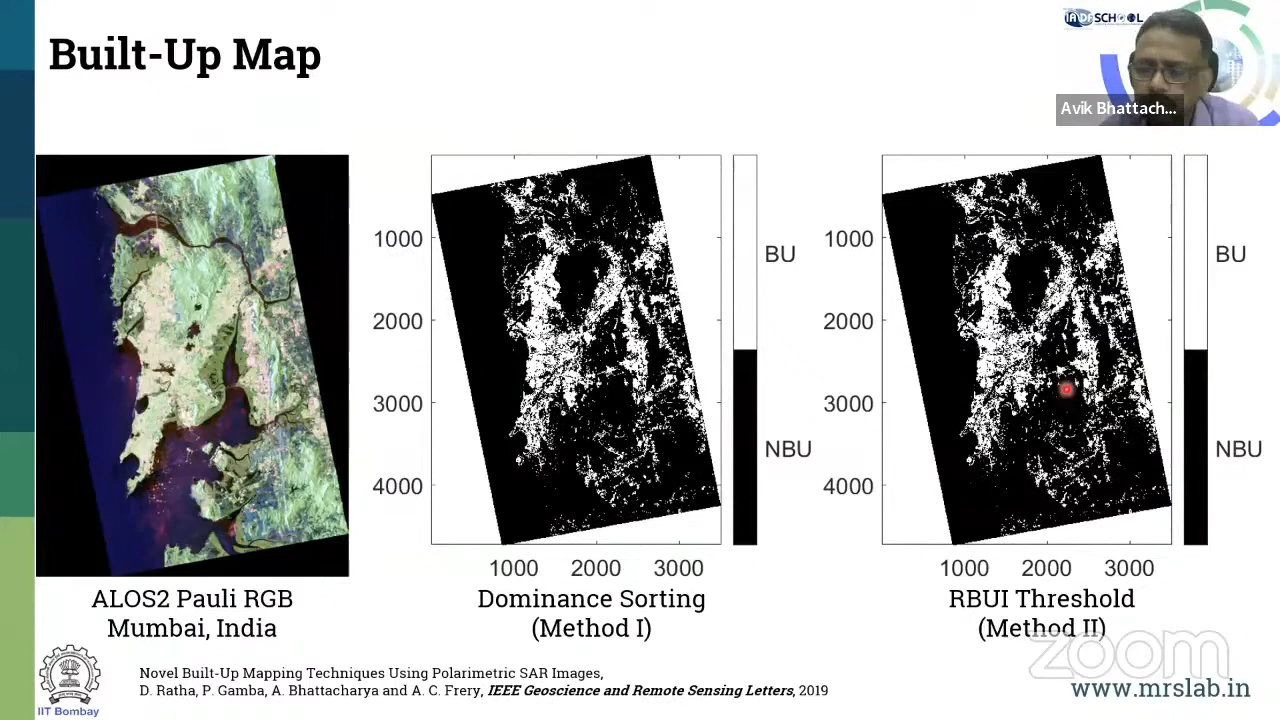 Built-Up Map
IADF SCHOOL
Avik Bhattach...
1000
2000
3000
4000
BU
NBU
1000 2000 3000
1000
2000
3000
4000
BU
NBU
1000 2000 3000
ALOS2 Pauli RGB
Mumbai, India
Dominance Sorting
(Method I)
RBUI Threshold
(Method II)
zoom
Novel Built-Up Mapping Techniques Using Polarimetric SAR Images,
D. Ratha, P. Gamba, A. Bhattacharya and A. C. Frery, IEEE Geoscience and Remote Sensing Letters, 2019
IIT Bombay
www.mrslab.in